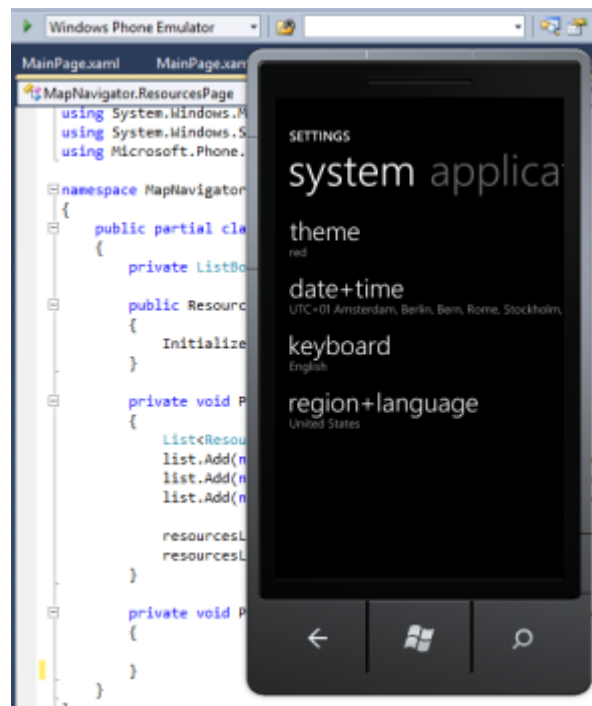 Windows Phone Emulator
MainPage.xaml MainPage.xam
MapNavigator.ResourcesPage
using System.Windows.M
using System.Windows.S
using Microsoft.Phone.
namespace MapNavigator
{
public partial cla
{
private ListBo
public Resourc
{
Initialize
}
private void P
{
List<Resou
list.Add(n
list.Add(n
list.Add(n
resourcesL
resourcesL
}
private void P
{
}
}
SETTINGS
system applicat
theme
red
date+time
UTC+01 Amsterdam, Berlin, Bern, Rome, Stockholm,
keyboard
English
region+language
United States